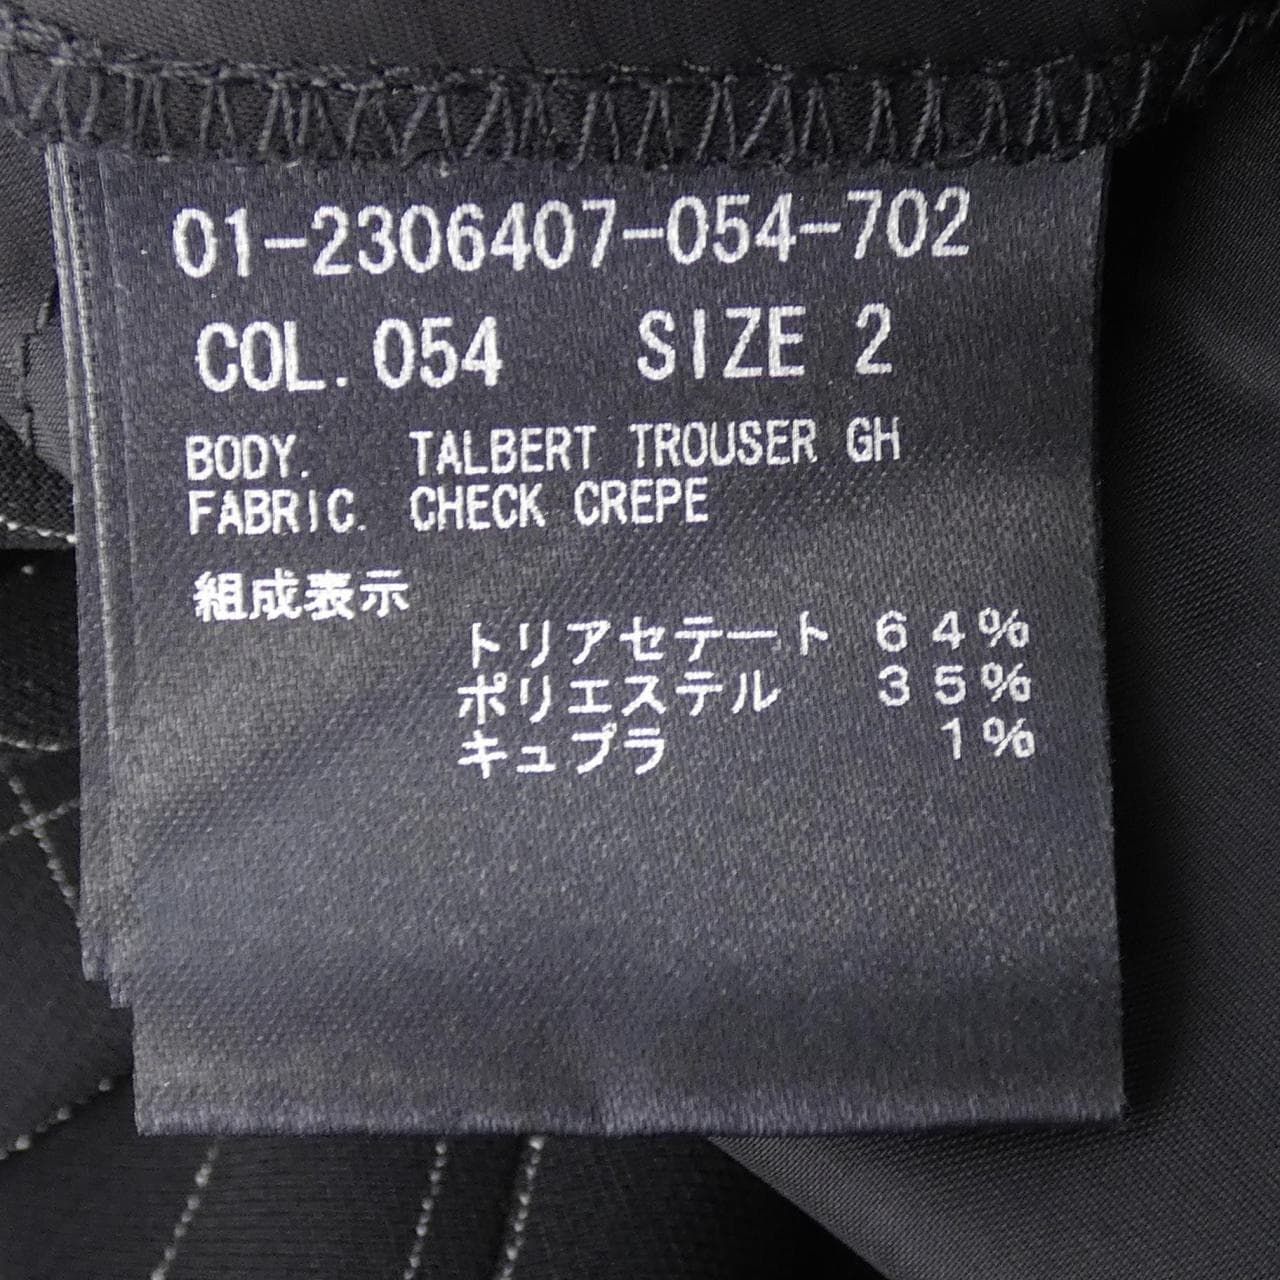 01-2306407-054-702
COL. 054 SIZE 2
BODY. TALBERT TROUSER GH
FABRIC. CHECK CREPE
組成表示
トリアセテート 64%
ポリエステル 35%
キュプラ 1%